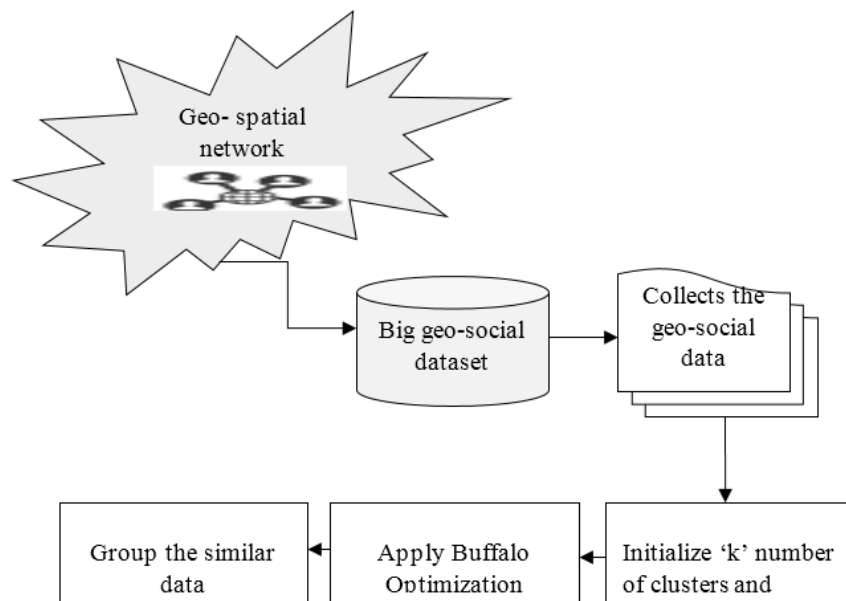 Geo- spatial
network
Big geo-social
dataset
Collects the
geo-social
data
Initialize ‘k’ number
of clusters and
Apply Buffalo
Optimization
Group the similar
data